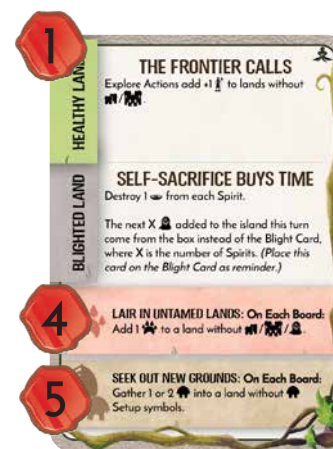 1
HEALTHY LAND
THE FRONTIER CALLS
Explore Actions add +1 to lands without
/ .
BLIGHTED LAND
SELF-SACRIFICE BUYS TIME
Destroy 1 from each Spirit.
The next X added to the island this turn
come from the box instead of the Blight Card,
where X is the number of Spirits. (Place this
card on the Blight Card as reminder.)
4
LAIR IN UNTAMED LANDS: On Each Board:
Add 1 to a land without / / .
5
SEEK OUT NEW GROUNDS: On Each Board:
Gather 1 or 2 into a land without
Setup symbols.